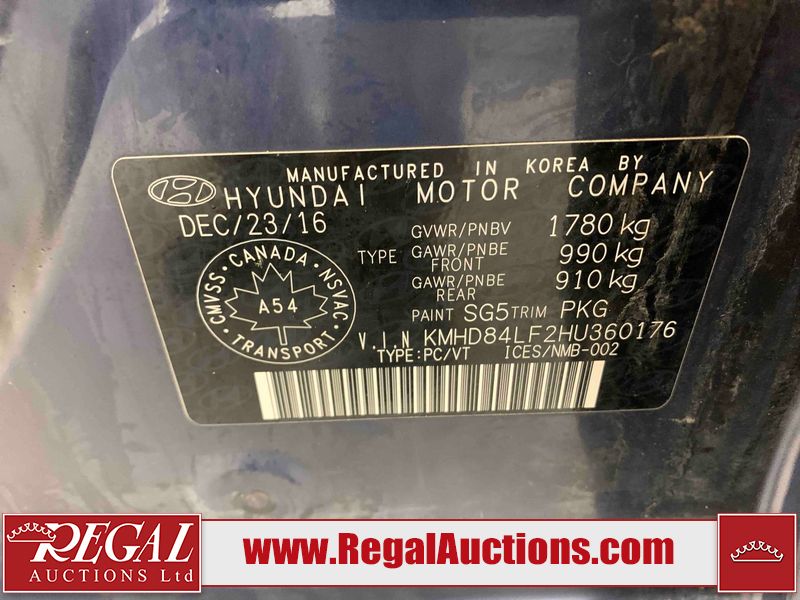 MANUFACTURED IN KOREA BY
HYUNDAI MOTOR COMPANY
DEC/23/16
GVWR/PNBV 1780 kg
TYPE GAWR/PNBE FRONT 990 kg
GAWR/PNBE REAR 910 kg
PAINT SG5 TRIM PKG
CMVSS · CANADA · NSVAC
A54
TRANSPORT
V.I.N KMHD84LF2HU360176
TYPE:PC/VT ICES/NMB-002
REGAL
AUCTIONS Ltd
www.RegalAuctions.com